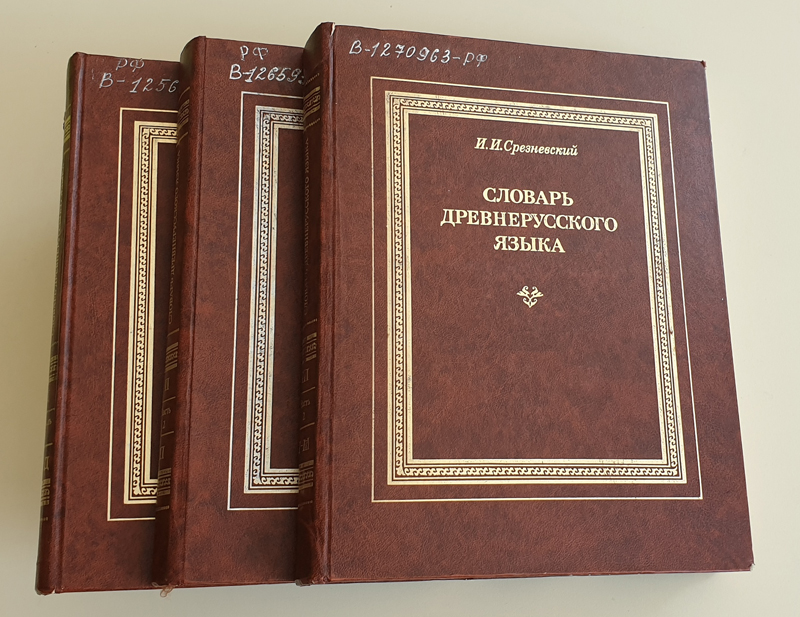 РФ
В-1256
РФ
В-12659
В-1270963-РФ
И.И.Срезневский
СЛОВАРЬ
ДРЕВНЕРУССКОГО
ЯЗЫКА